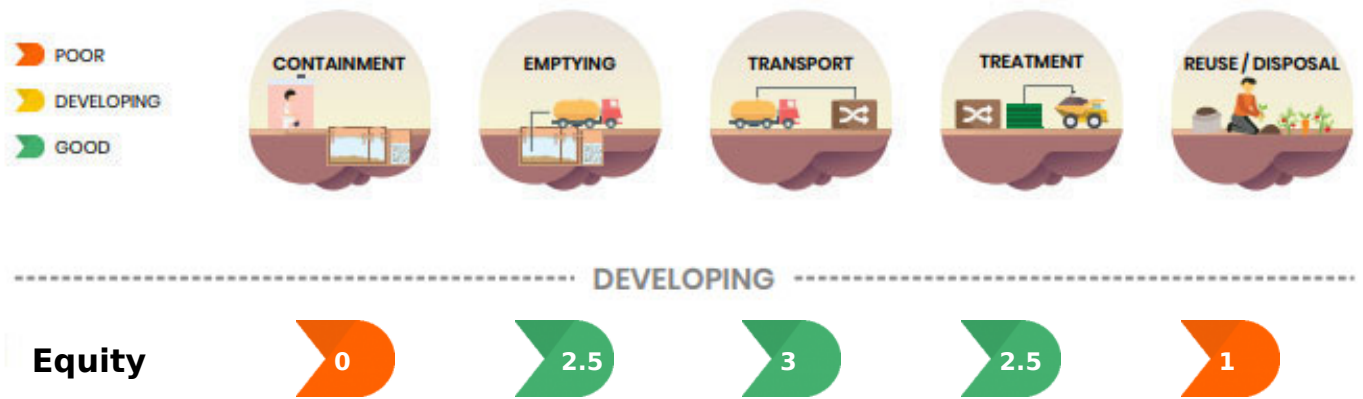 POOR
DEVELOPING
GOOD
CONTAINMENT
EMPTYING
TRANSPORT
TREATMENT
REUSE / DISPOSAL
DEVELOPING
Equity
0
2.5
3
2.5
1